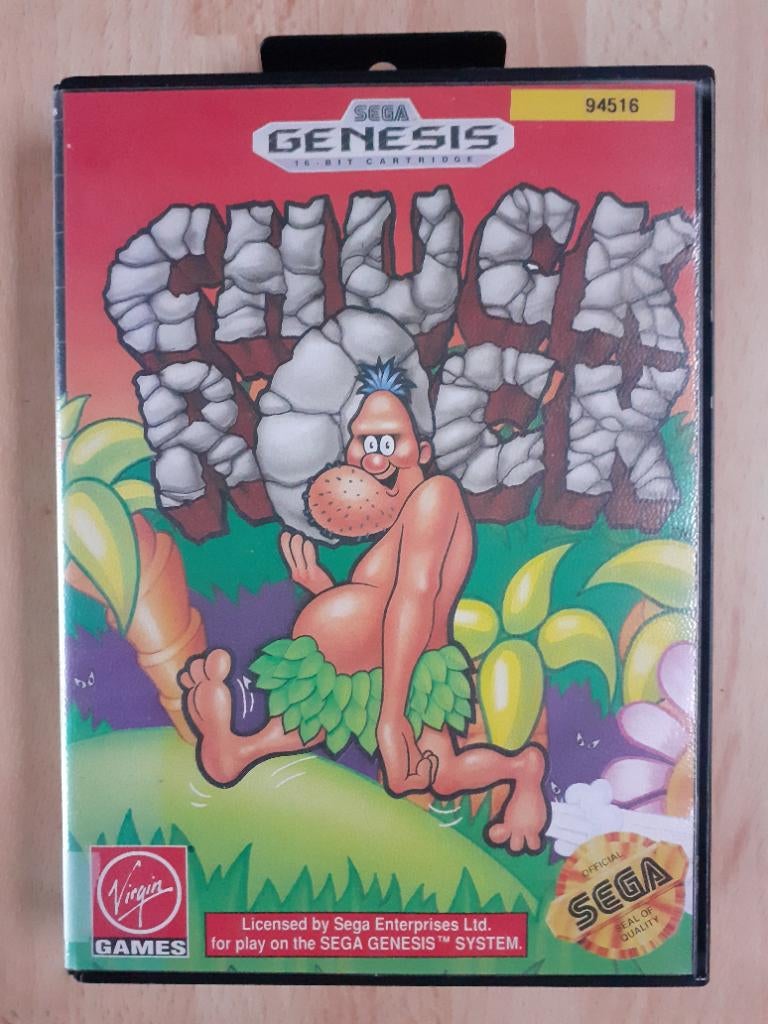 94516
SEGA
GENESIS
16-BIT CARTRIDGE
CHUCK
ROCK
Virgin
GAMES
Licensed by Sega Enterprises Ltd.
for play on the SEGA GENESIS™ SYSTEM.
OFFICIAL
SEGA
SEAL OF
QUALITY